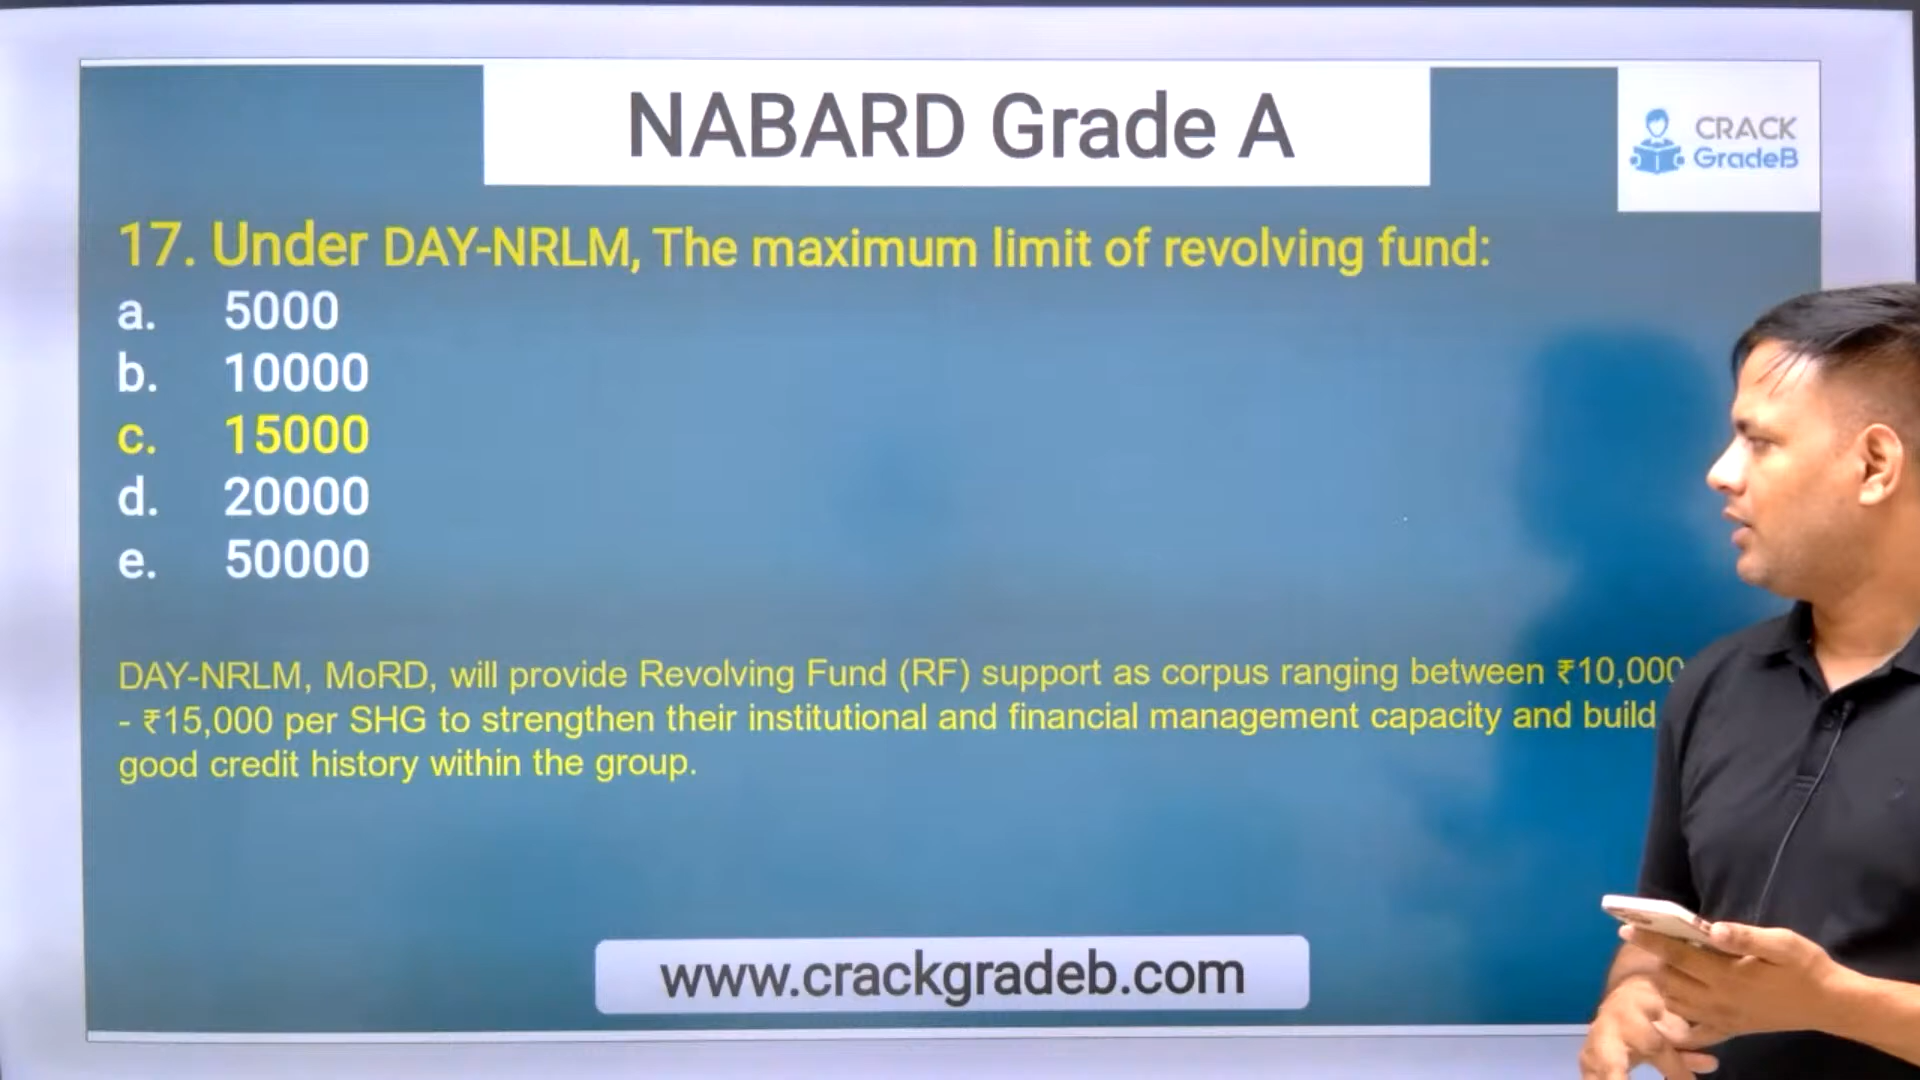 NABARD Grade A
CRACK
GradeB
17. Under DAY-NRLM, The maximum limit of revolving fund:
a. 5000
b. 10000
c. 15000
d. 20000
e. 50000
DAY-NRLM, MoRD, will provide Revolving Fund (RF) support as corpus ranging between ₹10,000
- ₹15,000 per SHG to strengthen their institutional and financial management capacity and build
good credit history within the group.
www.crackgradeb.com